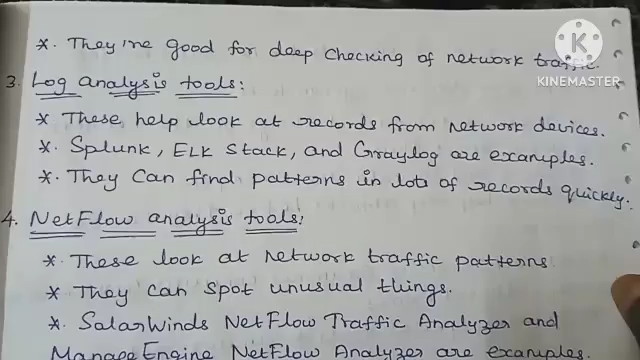 * They're good for deep checking of network traffic.
3. Log analysis tools:
* These help look at records from network devices.
* Splunk, ELK Stack, and Graylog are examples.
* They can find patterns in lots of records quickly.
4. NetFlow analysis tools:
* These look at network traffic patterns.
* They can spot unusual things.
* SolarWinds NetFlow Traffic Analyzer and
ManageEngine NetFlow Analyzer are examples.
KINEMASTER